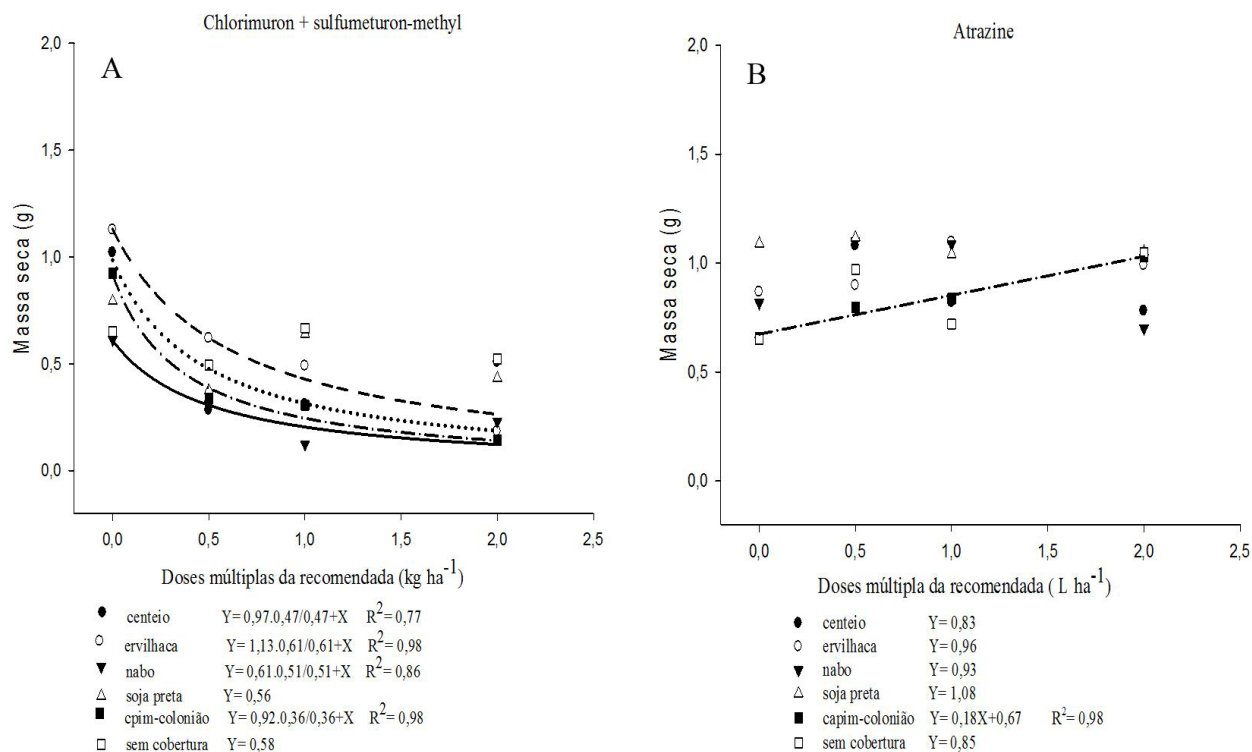 Chlorimuron + sulfumeturon-methyl
A
Massa seca (g)
2,0
1,5
1,0
0,5
0,0
0,0 0,5 1,0 1,5 2,0 2,5
Doses múltiplas da recomendada (kg ha-1)
centeio Y= 0,97.0,47/0,47+X R2= 0,77
ervilhaca Y= 1,13.0,61/0,61+X R2= 0,98
nabo Y= 0,61.0,51/0,51+X R2= 0,86
soja preta Y= 0,56
cpim-colonião Y= 0,92.0,36/0,36+X R2= 0,98
sem cobertura Y= 0,58
Atrazine
B
Massa seca (g)
2,0
1,5
1,0
0,5
0,0
0,0 0,5 1,0 1,5 2,0 2,5
Doses múltipla da recomendada ( L ha-1)
centeio Y= 0,83
ervilhaca Y= 0,96
nabo Y= 0,93
soja preta Y= 1,08
capim-colonião Y= 0,18X+0,67 R2= 0,98
sem cobertura Y= 0,85